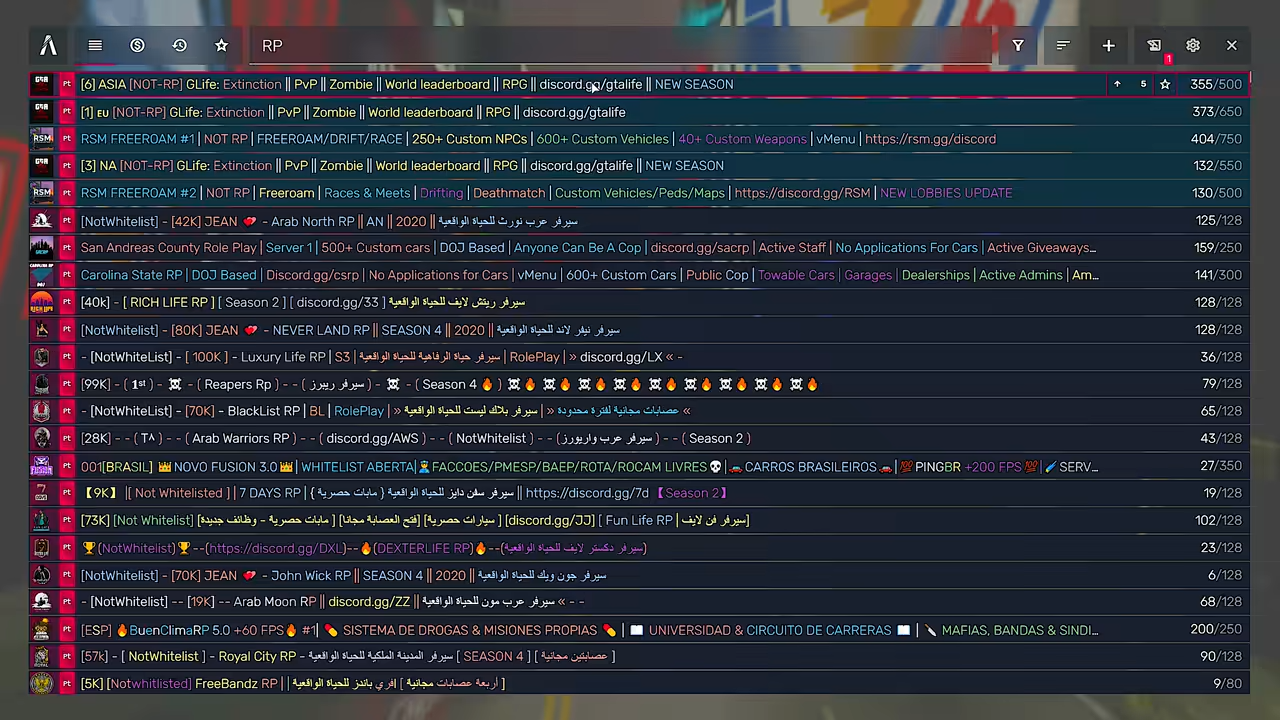 RP
1
[6] ASIA [NOT-RP] GLife: Extinction || PvP || Zombie || World leaderboard || RPG || discord.gg/gtalife || NEW SEASON 5 355/500
[1] EU [NOT-RP] GLife: Extinction || PvP || Zombie || World leaderboard || RPG || discord.gg/gtalife 373/650
RSM FREEROAM #1 | NOT RP | FREEROAM/DRIFT/RACE | 250+ Custom NPCs | 600+ Custom Vehicles | 40+ Custom Weapons | vMenu | https://rsm.gg/discord 404/750
[3] NA [NOT-RP] GLife: Extinction || PvP || Zombie || World leaderboard || RPG || discord.gg/gtalife || NEW SEASON 132/550
RSM FREEROAM #2 | NOT RP | Freeroam | Races & Meets | Drifting | Deathmatch | Custom Vehicles/Peds/Maps | https://discord.gg/RSM | NEW LOBBIES UPDATE 130/500
[NotWhitelist] - [42K] JEAN 💋 - Arab North RP || AN || 2020 || سيرفر عرب نورث للحياة الواقعية 125/128
San Andreas County Role Play | Server 1 | 500+ Custom cars | DOJ Based | Anyone Can Be A Cop | discord.gg/sacrp | Active Staff | No Applications For Cars | Active Giveaways... 159/250
Carolina State RP | DOJ Based | Discord.gg/csrp | No Applications for Cars | vMenu | 600+ Custom Cars | Public Cop | Towable Cars | Garages | Dealerships | Active Admins | Am... 141/300
[40k] - [ RICH LIFE RP ] [ Season 2 ] [ discord.gg/33 ] سيرفر ريتش لايف للحياة الواقعية 128/128
[NotWhitelist] - [80K] JEAN 💋 - NEVER LAND RP || SEASON 4 || 2020 || سيرفر نيفر لاند للحياة الواقعية 128/128
- [NotWhiteList] - [ 100K ] - Luxury Life RP | S3 | سيرفر حياة الرفاهية للحياة الواقعية | RolePlay | » discord.gg/LX « - 36/128
[99K] - ( 1ˢᵗ ) - ☠ - ( Reapers Rp ) - - ( سيرفر ريبرز ) - ☠ - ( Season 4 🔥 ) ☠🔥 ☠🔥 ☠🔥 ☠🔥 ☠🔥 ☠🔥 ☠🔥 ☠🔥 79/128
- [NotWhiteList] - [70K] - BlackList RP | BL | RolePlay | » سيرفر بلاك ليست للحياة الواقعية | » عصابات مجانية لفترة محدودة « 65/128
[28K] - - ( T٨ ) - - ( Arab Warriors RP ) - - ( discord.gg/AWS ) - - ( NotWhitelist ) - - (سيرفر عرب واريورز ) - - ( Season 2 ) 43/128
001[BRASIL] 👑 NOVO FUSION 3.0 👑 | WHITELIST ABERTA|👮FACCOES/PMESP/BAEP/ROTA/ROCAM LIVRES💀|🚗CARROS BRASILEIROS🚗|💯PINGBR +200 FPS💯|🚀SERV... 27/350
【9K】 |[ Not Whitelisted ] | 7 DAYS RP | { مابات حصرية } سيرفر سفن دايز للحياة الواقعية || https://discord.gg/7d 【Season 2】 19/128
[73K] [Not Whitelist] [مابات حصرية - وظائف جديدة] [سيارات حصرية] [فتح العصابة مجانا] [discord.gg/JJ] [ Fun Life RP | سيرفر فن لايف] 102/128
🏆(NotWhitelist)🏆--(https://discord.gg/DXL)--🔥(DEXTERLIFE RP)🔥--(سيرفر دكستر لايف للحياة الواقعية) 23/128
[NotWhitelist] - [70K] JEAN 💋 - John Wick RP || SEASON 4 || 2020 || سيرفر جون ويك للحياة الواقعية 6/128
- [NotWhitelist] -- [19K] -- Arab Moon RP || discord.gg/ZZ || سيرفر عرب مون للحياة الواقعية « - - 68/128
[ESP] 🔥BuenClimaRP 5.0 +60 FPS🔥 #1| 💊 SISTEMA DE DROGAS & MISIONES PROPIAS 💊 | 📖 UNIVERSIDAD & CIRCUITO DE CARRERAS 📖 | 🔪 MAFIAS, BANDAS & SINDI... 200/250
[57k] - [ NotWhitelist ] - Royal City RP - سيرفر المدينة الملكية للحياة الواقعية [ SEASON 4 ] [ عصابتين مجانية ] 90/128
[5K] [Notwhitlisted] FreeBandz RP | | فري باندز للحياة الواقعية| [ أربعة عصابات مجانية ] 9/80